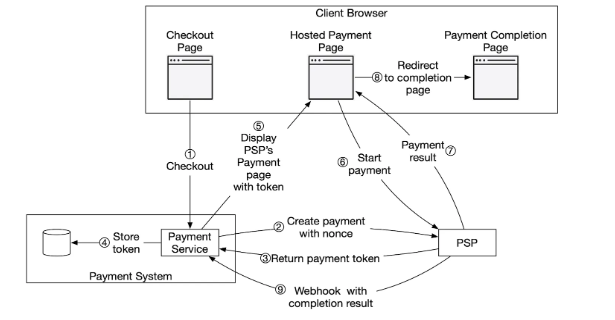 Client Browser
Checkout
Page
Hosted Payment
Page
Payment Completion
Page
Redirect
⑧ to completion
page
①
Checkout
⑤
Display
PSP's
Payment
page
with token
⑥ Start
payment
Payment ⑦
result
② Create payment
with nonce
④ Store
token
Payment
Service
PSP
③Return payment token
Payment System
⑨ Webhook with
completion result